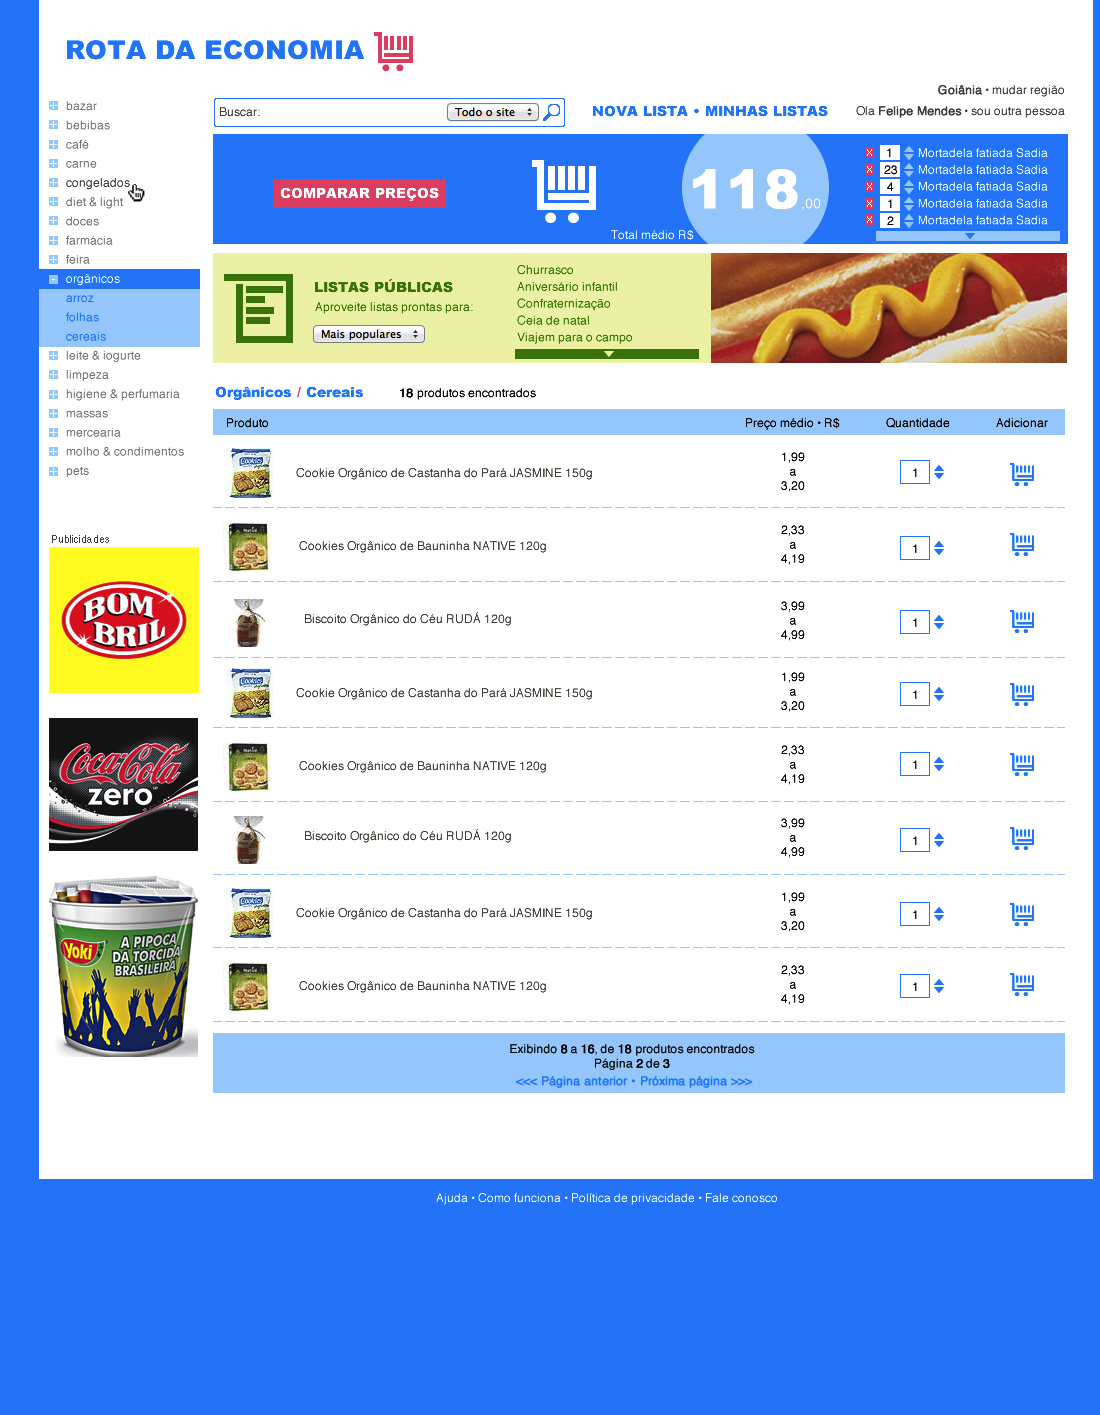 ROTA DA ECONOMIA
Goiânia • mudar região
Buscar: Todo o site
NOVA LISTA • MINHAS LISTAS
Ola Felipe Mendes • sou outra pessoa
bazar
bebibas
café
carne
congelados
diet & light
doces
farmácia
feira
orgânicos
arroz
folhas
cereais
leite & iogurte
limpeza
higiene & perfumaria
massas
mercearia
molho & condimentos
pets
COMPARAR PREÇOS
Total médio R$
118,00
X 1 Mortadela fatiada Sadia
X 23 Mortadela fatiada Sadia
X 4 Mortadela fatiada Sadia
X 1 Mortadela fatiada Sadia
X 2 Mortadela fatiada Sadia
LISTAS PÚBLICAS
Aproveite listas prontas para:
Mais populares
Churrasco
Aniversário infantil
Confraternização
Ceia de natal
Viajem para o campo
Orgânicos / Cereais
18 produtos encontrados
Produto Preço médio • R$ Quantidade Adicionar
Cookie Orgânico de Castanha do Pará JASMINE 150g
1,99
a
3,20
1
Cookies Orgânico de Bauninha NATIVE 120g
2,33
a
4,19
1
Biscoito Orgânico do Céu RUDÁ 120g
3,99
a
4,99
1
Cookie Orgânico de Castanha do Pará JASMINE 150g
1,99
a
3,20
1
Cookies Orgânico de Bauninha NATIVE 120g
2,33
a
4,19
1
Biscoito Orgânico do Céu RUDÁ 120g
3,99
a
4,99
1
Cookie Orgânico de Castanha do Pará JASMINE 150g
1,99
a
3,20
1
Cookies Orgânico de Bauninha NATIVE 120g
2,33
a
4,19
1
Publicidades
BOM
BRIL
Coca-Cola
zero
Yoki
A PIPOCA
DA TORCIDA
BRASILEIRA
Exibindo 8 a 16, de 18 produtos encontrados
Página 2 de 3
<<< Página anterior • Próxima página >>>
Ajuda • Como funciona • Política de privacidade • Fale conosco